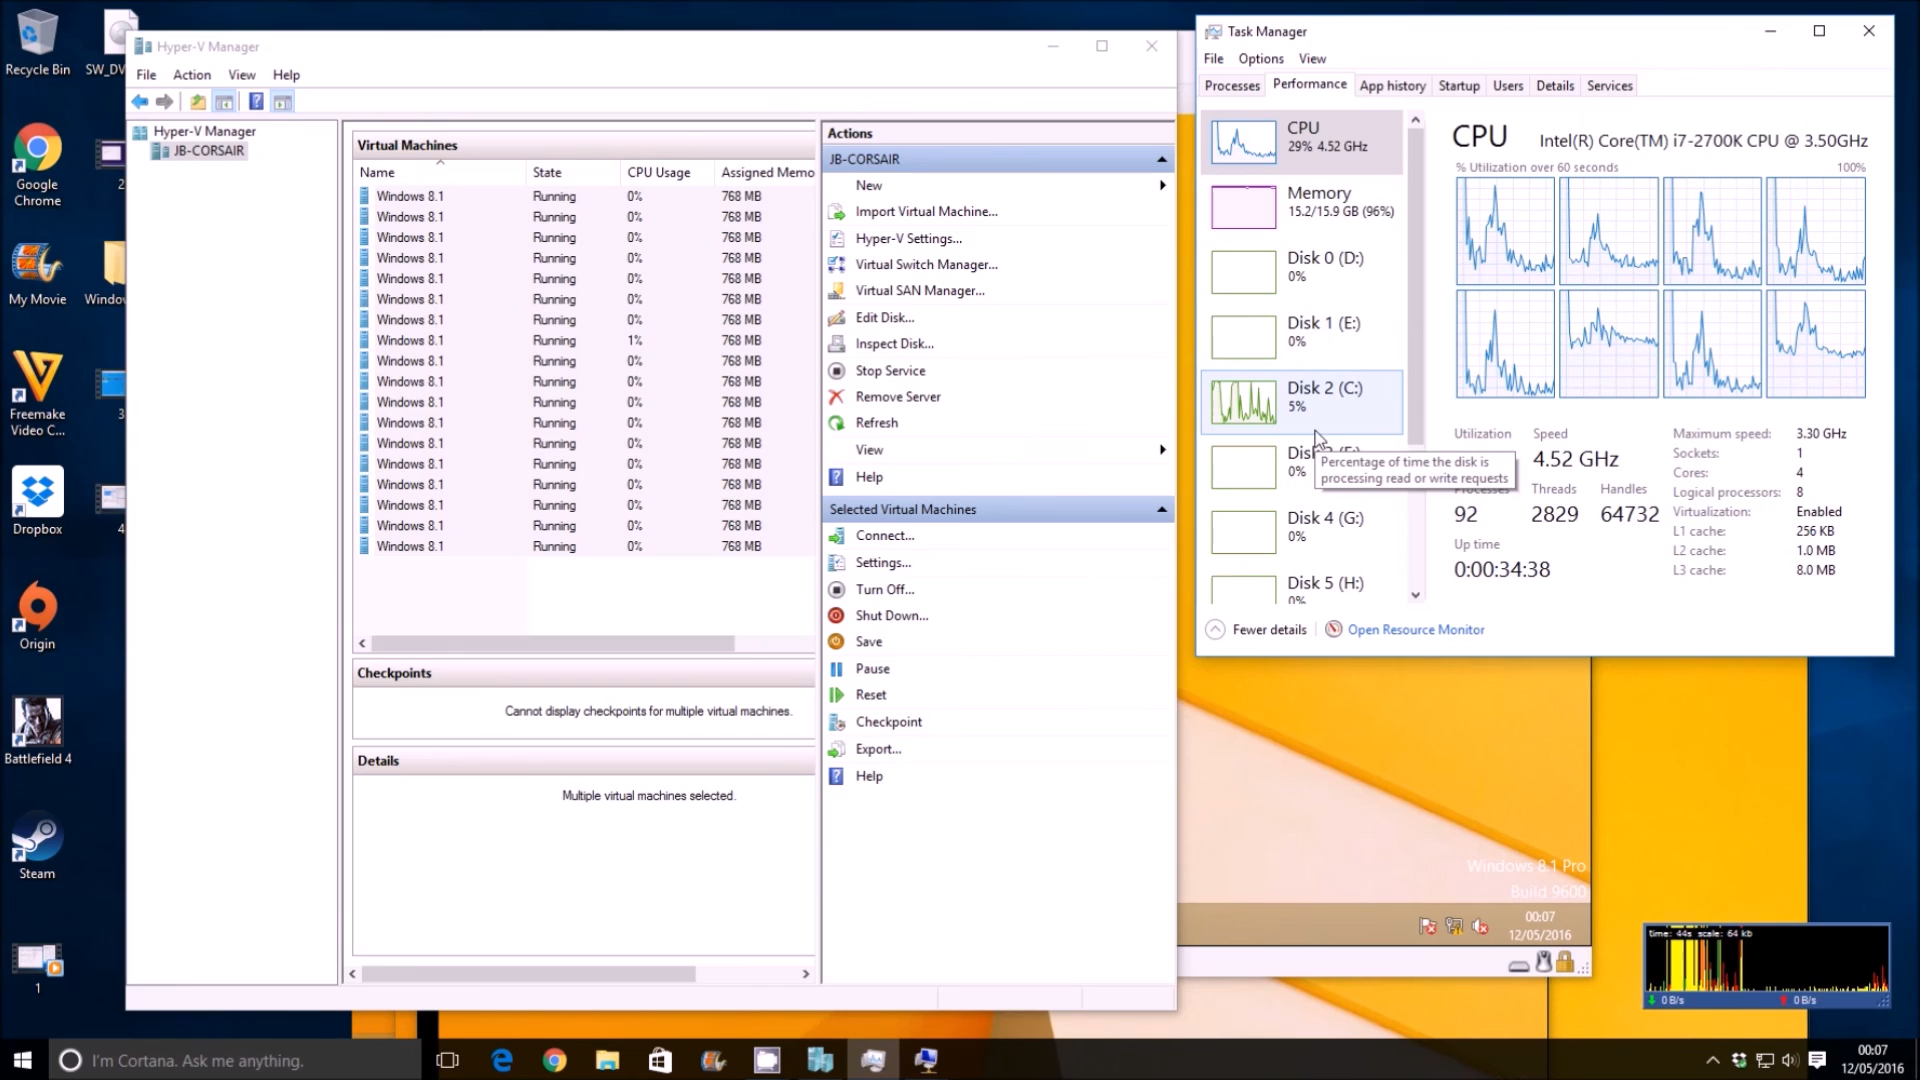 Recycle Bin
SW_DV
Google
Chrome
2
My Movie
Window
Freemake
Video C...
3
Dropbox
4
Origin
Battlefield 4
Steam
1
Hyper-V Manager
File Action View Help
Hyper-V Manager
JB-CORSAIR
Virtual Machines
Name State CPU Usage Assigned Memo
Windows 8.1 Running 0% 768 MB
Windows 8.1 Running 0% 768 MB
Windows 8.1 Running 0% 768 MB
Windows 8.1 Running 0% 768 MB
Windows 8.1 Running 0% 768 MB
Windows 8.1 Running 0% 768 MB
Windows 8.1 Running 0% 768 MB
Windows 8.1 Running 1% 768 MB
Windows 8.1 Running 0% 768 MB
Windows 8.1 Running 0% 768 MB
Windows 8.1 Running 0% 768 MB
Windows 8.1 Running 0% 768 MB
Windows 8.1 Running 0% 768 MB
Windows 8.1 Running 0% 768 MB
Windows 8.1 Running 0% 768 MB
Windows 8.1 Running 0% 768 MB
Windows 8.1 Running 0% 768 MB
Windows 8.1 Running 0% 768 MB
Checkpoints
Cannot display checkpoints for multiple virtual machines.
Details
Multiple virtual machines selected.
Actions
JB-CORSAIR
New
Import Virtual Machine...
Hyper-V Settings...
Virtual Switch Manager...
Virtual SAN Manager...
Edit Disk...
Inspect Disk...
Stop Service
Remove Server
Refresh
View
Help
Selected Virtual Machines
Connect...
Settings...
Turn Off...
Shut Down...
Save
Pause
Reset
Checkpoint
Export...
Help
Task Manager
File Options View
Processes Performance App history Startup Users Details Services
CPU
29% 4.52 GHz
Memory
15.2/15.9 GB (96%)
Disk 0 (D:)
0%
Disk 1 (E:)
0%
Disk 2 (C:)
5%
0%
Disk 4 (G:)
0%
Disk 5 (H:)
0%
Percentage of time the disk is
processing read or write requests
CPU Intel(R) Core(TM) i7-2700K CPU @ 3.50GHz
% Utilization over 60 seconds 100%
Utilization Speed
4.52 GHz
Processes Threads Handles
92 2829 64732
Up time
0:00:34:38
Maximum speed: 3.30 GHz
Sockets: 1
Cores: 4
Logical processors: 8
Virtualization: Enabled
L1 cache: 256 KB
L2 cache: 1.0 MB
L3 cache: 8.0 MB
Fewer details Open Resource Monitor
Windows 8.1 Pro
Build 9600
00:07
12/05/2016
time: 44s scale: 64 kb
0 B/s 0 B/s
I'm Cortana. Ask me anything.
00:07
12/05/2016